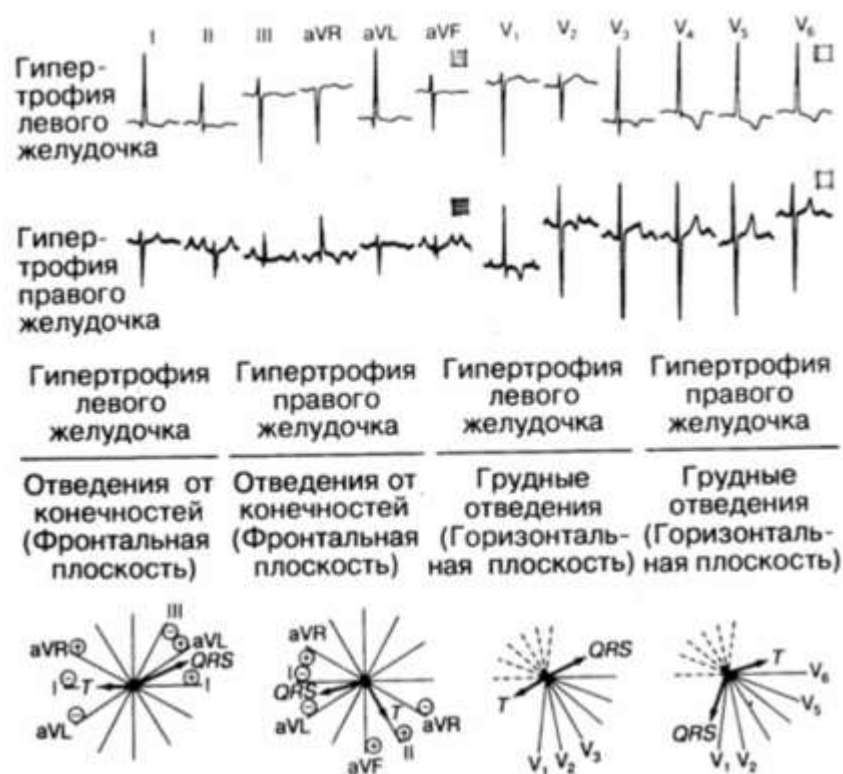 I II III aVR aVL aVF V₁ V₂ V₃ V₄ V₅ V₆
Гипер-
трофия
левого
желудочка
Гипер-
трофия
правого
желудочка
Гипертрофия
левого
желудочка
Отведения от
конечностей
(Фронтальная
плоскость)
Гипертрофия
правого
желудочка
Отведения от
конечностей
(Фронтальная
плоскость)
Гипертрофия
левого
желудочка
Грудные
отведения
(Горизонталь-
ная плоскость)
Гипертрофия
правого
желудочка
Грудные
отведения
(Горизонталь-
ная плоскость)
III
aVR + − + aVL
QRS
I − T + I
aVL −
aVR
+
I −
QRS
− aVL
T
− aVR
+ aVF
+ II
QRS
T
V₁ V₂ V₃
T
V₆
V₅
QRS
V₁ V₂